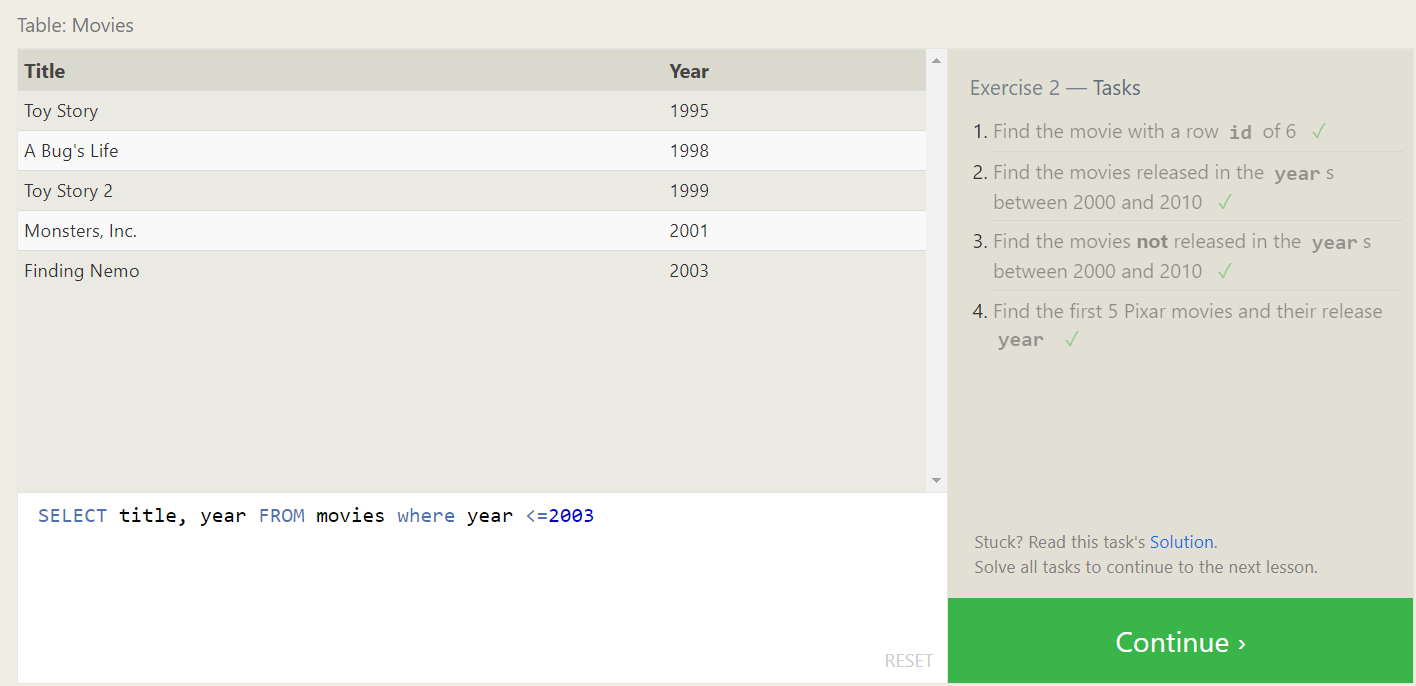 Table: Movies
Title Year
Toy Story 1995
A Bug's Life 1998
Toy Story 2 1999
Monsters, Inc. 2001
Finding Nemo 2003
SELECT title, year FROM movies where year <=2003
RESET
Exercise 2 — Tasks
1. Find the movie with a row id of 6 ✓
2. Find the movies released in the year s
between 2000 and 2010 ✓
3. Find the movies not released in the year s
between 2000 and 2010 ✓
4. Find the first 5 Pixar movies and their release
year ✓
Stuck? Read this task's Solution.
Solve all tasks to continue to the next lesson.
Continue ›